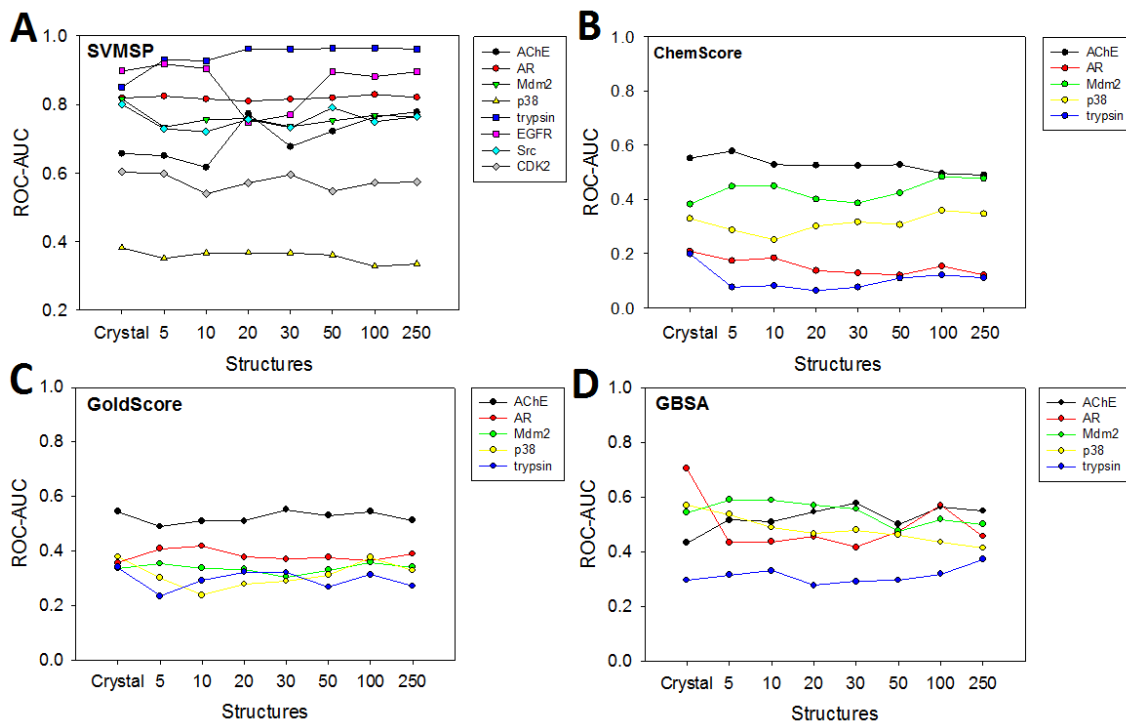 A
SVMSP
ROC-AUC
1.0
0.8
0.6
0.4
0.2
Crystal 5 10 20 30 50 100 250
Structures
AChE
AR
Mdm2
p38
trypsin
EGFR
Src
CDK2
B
ChemScore
ROC-AUC
1.0
0.8
0.6
0.4
0.2
0.0
Crystal 5 10 20 30 50 100 250
Structures
AChE
AR
Mdm2
p38
trypsin
C
GoldScore
ROC-AUC
1.0
0.8
0.6
0.4
0.2
0.0
Crystal 5 10 20 30 50 100 250
Structures
AChE
AR
Mdm2
p38
trypsin
D
GBSA
ROC-AUC
1.0
0.8
0.6
0.4
0.2
0.0
Crystal 5 10 20 30 50 100 250
Structures
AChE
AR
Mdm2
p38
trypsin